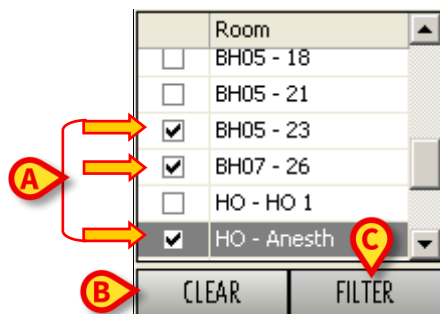 Room
BH05 - 18
BH05 - 21
BH05 - 23
BH07 - 26
HO - HO 1
HO - Anesth
A
B
C
CLEAR
FILTER